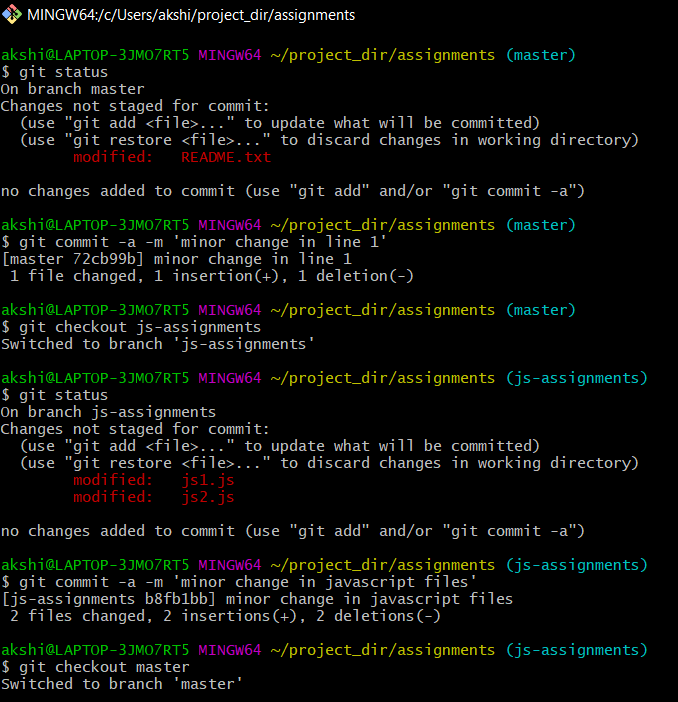 MINGW64:/c/Users/akshi/project_dir/assignments
akshi@LAPTOP-3JMO7RT5 MINGW64 ~/project_dir/assignments (master)
$ git status
On branch master
Changes not staged for commit:
  (use "git add <file>..." to update what will be committed)
  (use "git restore <file>..." to discard changes in working directory)
        modified:   README.txt
no changes added to commit (use "git add" and/or "git commit -a")
akshi@LAPTOP-3JMO7RT5 MINGW64 ~/project_dir/assignments (master)
$ git commit -a -m 'minor change in line 1'
[master 72cb99b] minor change in line 1
 1 file changed, 1 insertion(+), 1 deletion(-)
akshi@LAPTOP-3JMO7RT5 MINGW64 ~/project_dir/assignments (master)
$ git checkout js-assignments
Switched to branch 'js-assignments'
akshi@LAPTOP-3JMO7RT5 MINGW64 ~/project_dir/assignments (js-assignments)
$ git status
On branch js-assignments
Changes not staged for commit:
  (use "git add <file>..." to update what will be committed)
  (use "git restore <file>..." to discard changes in working directory)
        modified:   js1.js
        modified:   js2.js
no changes added to commit (use "git add" and/or "git commit -a")
akshi@LAPTOP-3JMO7RT5 MINGW64 ~/project_dir/assignments (js-assignments)
$ git commit -a -m 'minor change in javascript files'
[js-assignments b8fb1bb] minor change in javascript files
 2 files changed, 2 insertions(+), 2 deletions(-)
akshi@LAPTOP-3JMO7RT5 MINGW64 ~/project_dir/assignments (js-assignments)
$ git checkout master
Switched to branch 'master'